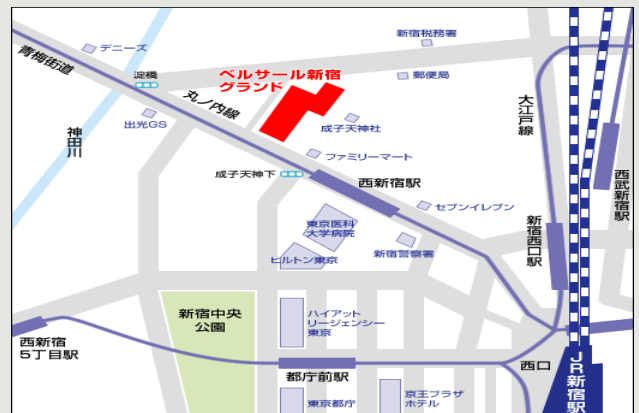 デニーズ
新宿税務署
青梅街道
淀橋
ベルサール新宿
グランド
郵便局
丸ノ内線
大江戸線
出光GS
成子天神社
神田川
ファミリーマート
成子天神下
西新宿駅
西武新宿駅
セブンイレブン
東京医科
大学病院
新宿西口駅
新宿警察署
ヒルトン東京
新宿中央
公園
ハイアット
リージェンシー
東京
西新宿
5丁目駅
都庁前駅
西口
JR新宿駅
東京都庁
京王プラザ
ホテル